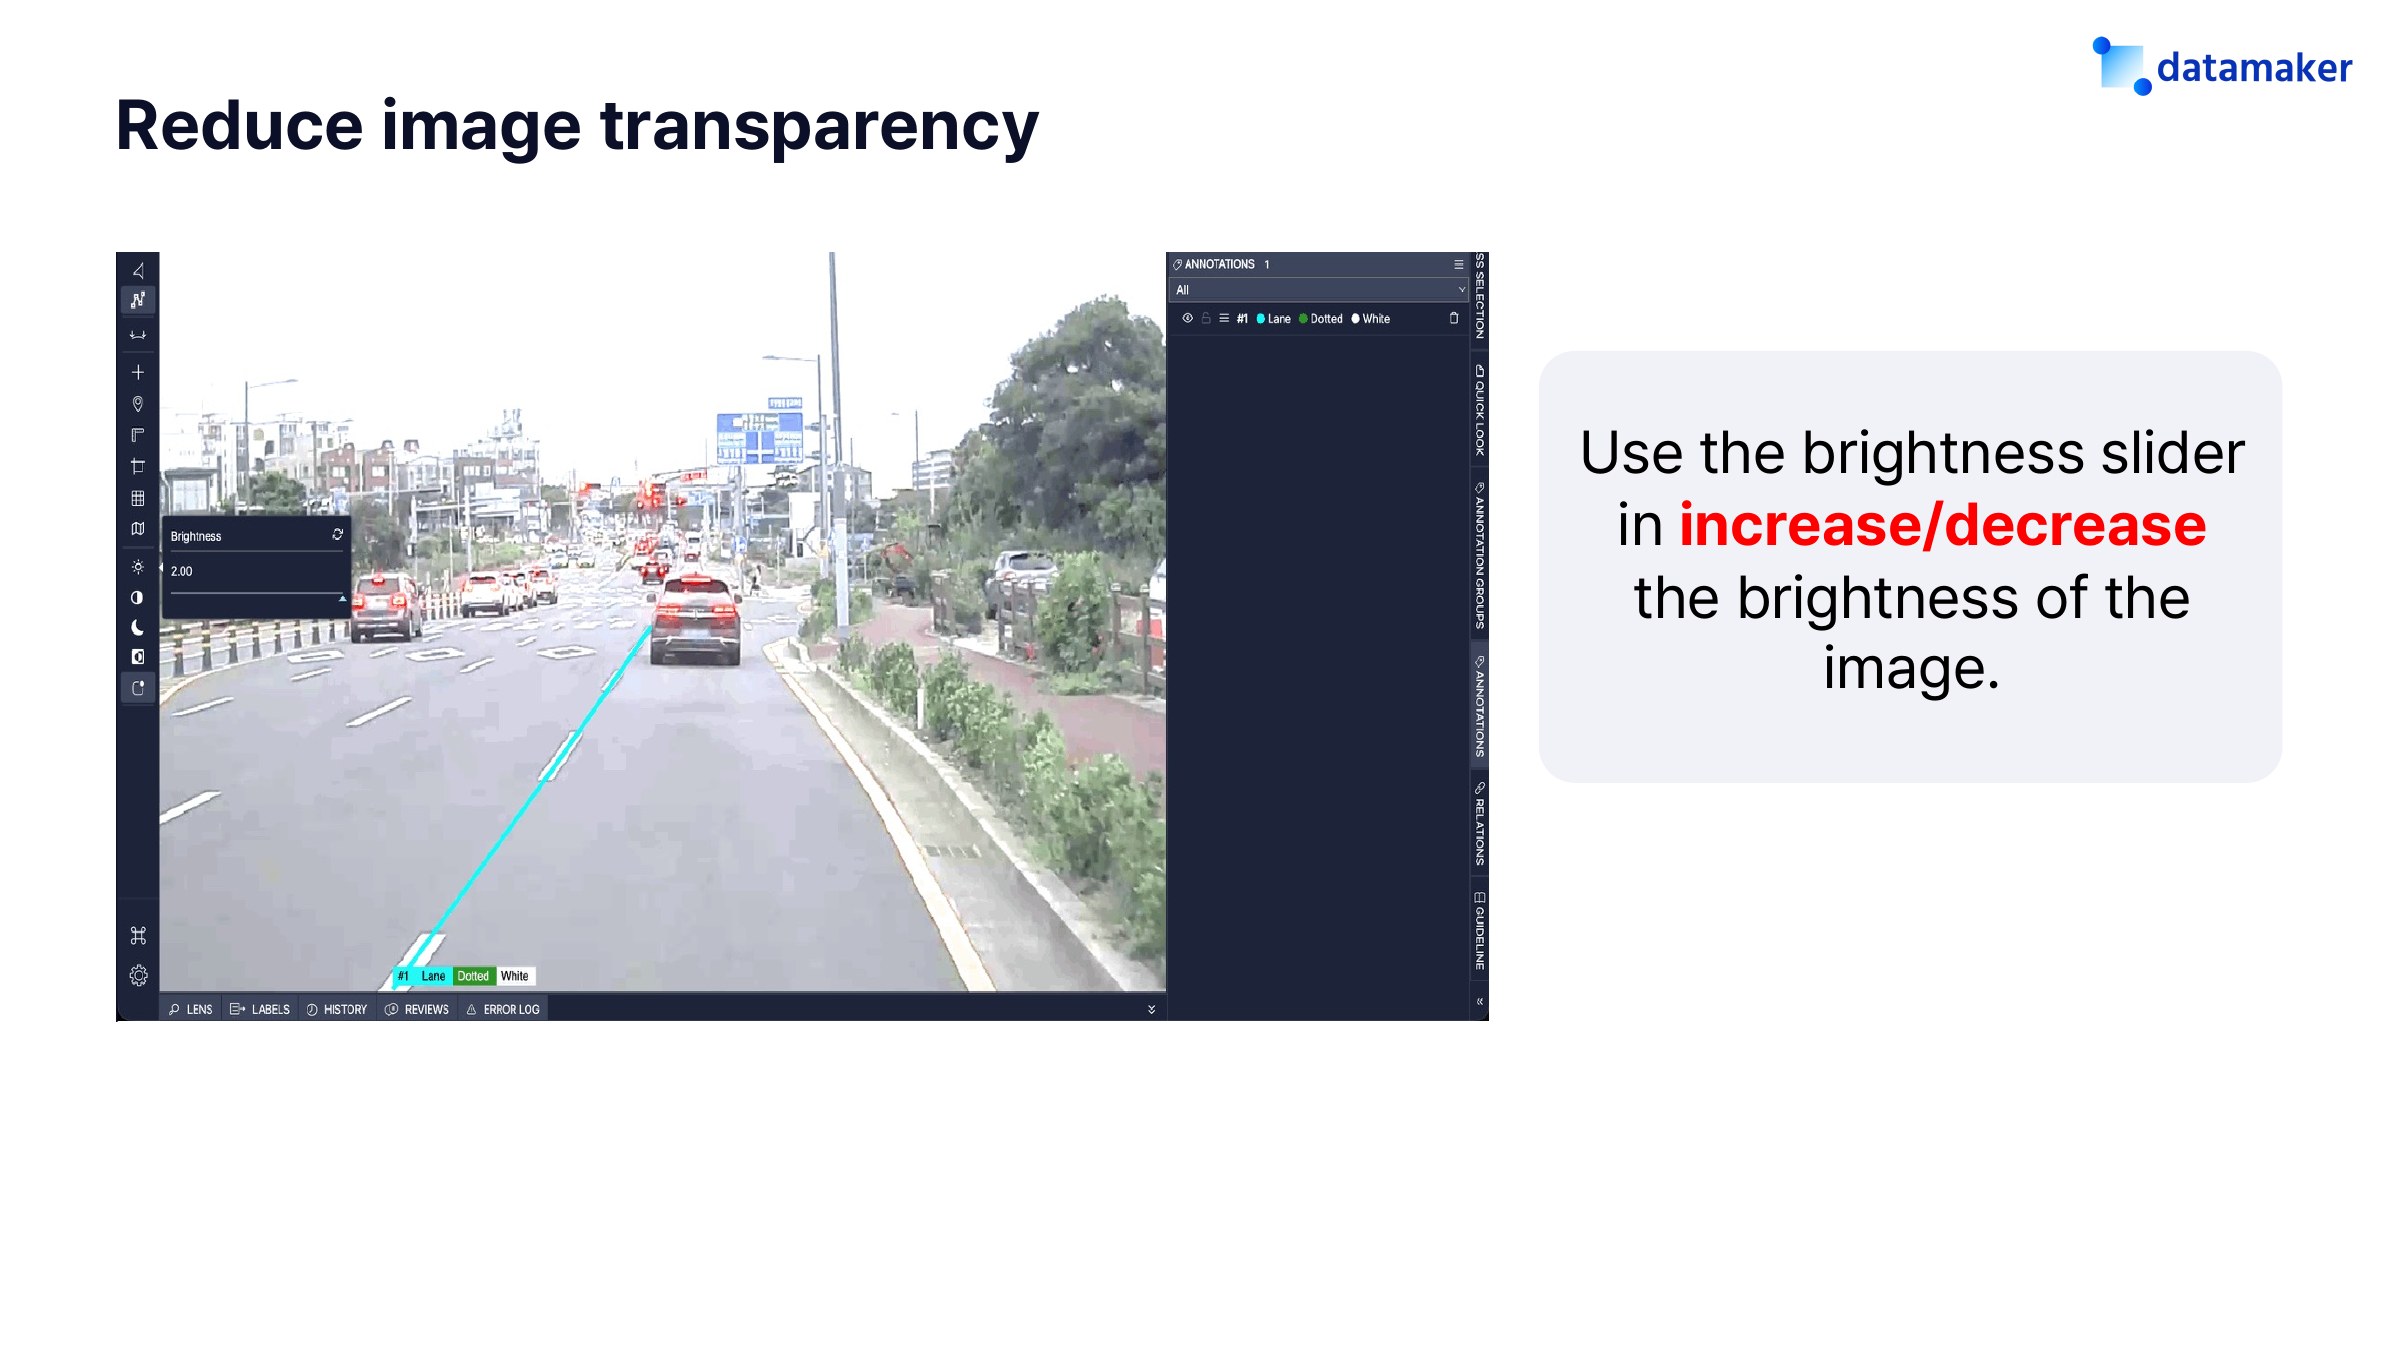 datamaker
Reduce image transparency
ANNOTATIONS 1
All
#1 Lane Dotted White
SS SELECTION
QUICK LOOK
ANNOTATION GROUPS
ANNOTATIONS
RELATIONS
GUIDELINE
Brightness
2.00
#1 Lane Dotted White
LENS LABELS HISTORY REVIEWS ERROR LOG
Use the brightness slider
in increase/decrease
the brightness of the
image.